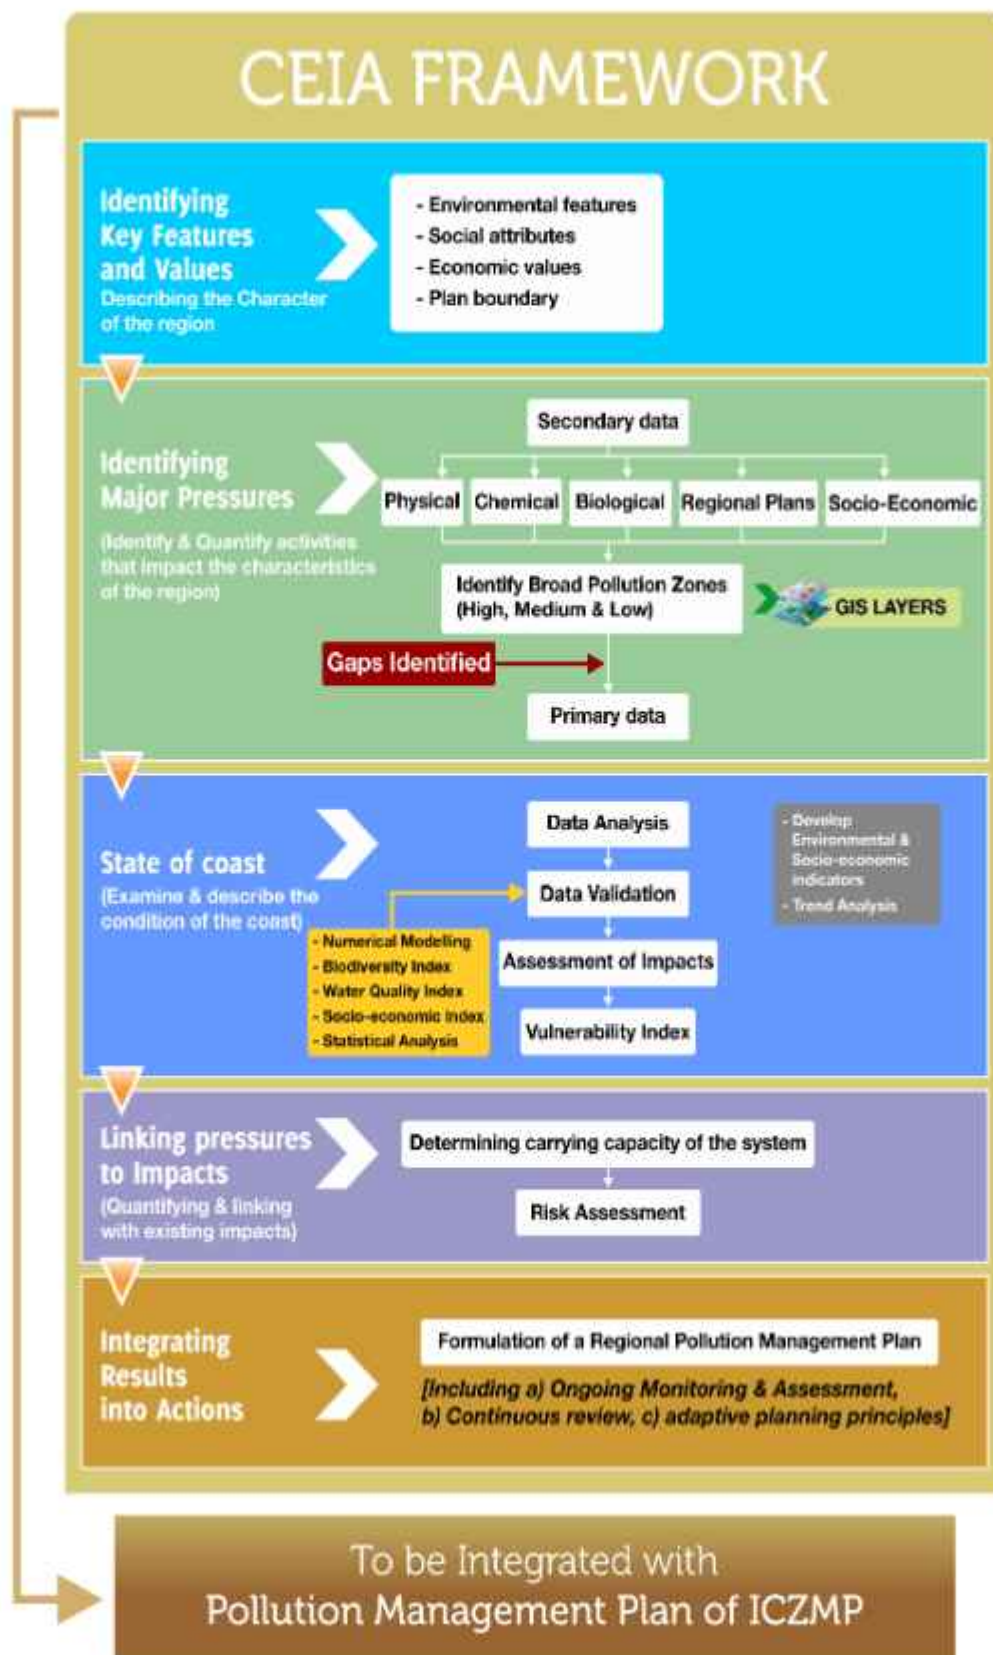 CEIA FRAMEWORK
Identifying
Key Features
and Values
Describing the Character
of the region
- Environmental features
- Social attributes
- Economic values
- Plan boundary
Identifying
Major Pressures
(Identify & Quantify activities
that impact the characteristics
of the region)
Secondary data
Physical
Chemical
Biological
Regional Plans
Socio-Economic
Identify Broad Pollution Zones
(High, Medium & Low)
GIS LAYERS
Gaps Identified
Primary data
State of coast
(Examine & describe the
condition of the coast)
Data Analysis
Data Validation
Assessment of Impacts
Vulnerability Index
- Develop
Environmental &
Socio-economic
indicators
- Trend Analysis
- Numerical Modelling
- Biodiversity Index
- Water Quality Index
- Socio-economic Index
- Statistical Analysis
Linking pressures
to Impacts
(Quantifying & linking
with existing impacts)
Determining carrying capacity of the system
Risk Assessment
Integrating
Results
into Actions
Formulation of a Regional Pollution Management Plan
[Including a) Ongoing Monitoring & Assessment,
b) Continuous review, c) adaptive planning principles]
To be Integrated with
Pollution Management Plan of ICZMP